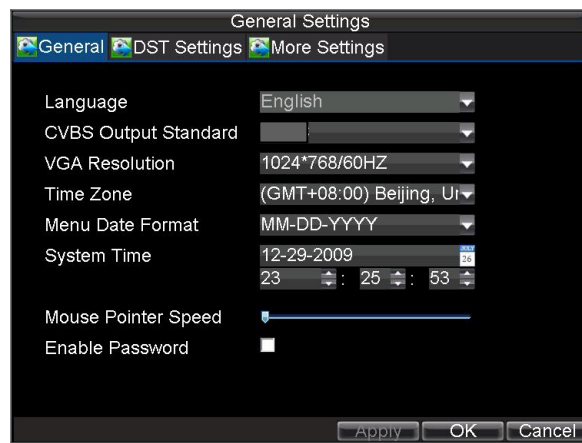 General Settings
General DST Settings More Settings
Language English
CVBS Output Standard
VGA Resolution 1024*768/60HZ
Time Zone (GMT+08:00) Beijing,
Menu Date Format MM-DD-YYYY
System Time 12-29-2009
26
23 : 25 : 53
Mouse Pointer Speed
Enable Password
Apply OK Cancel